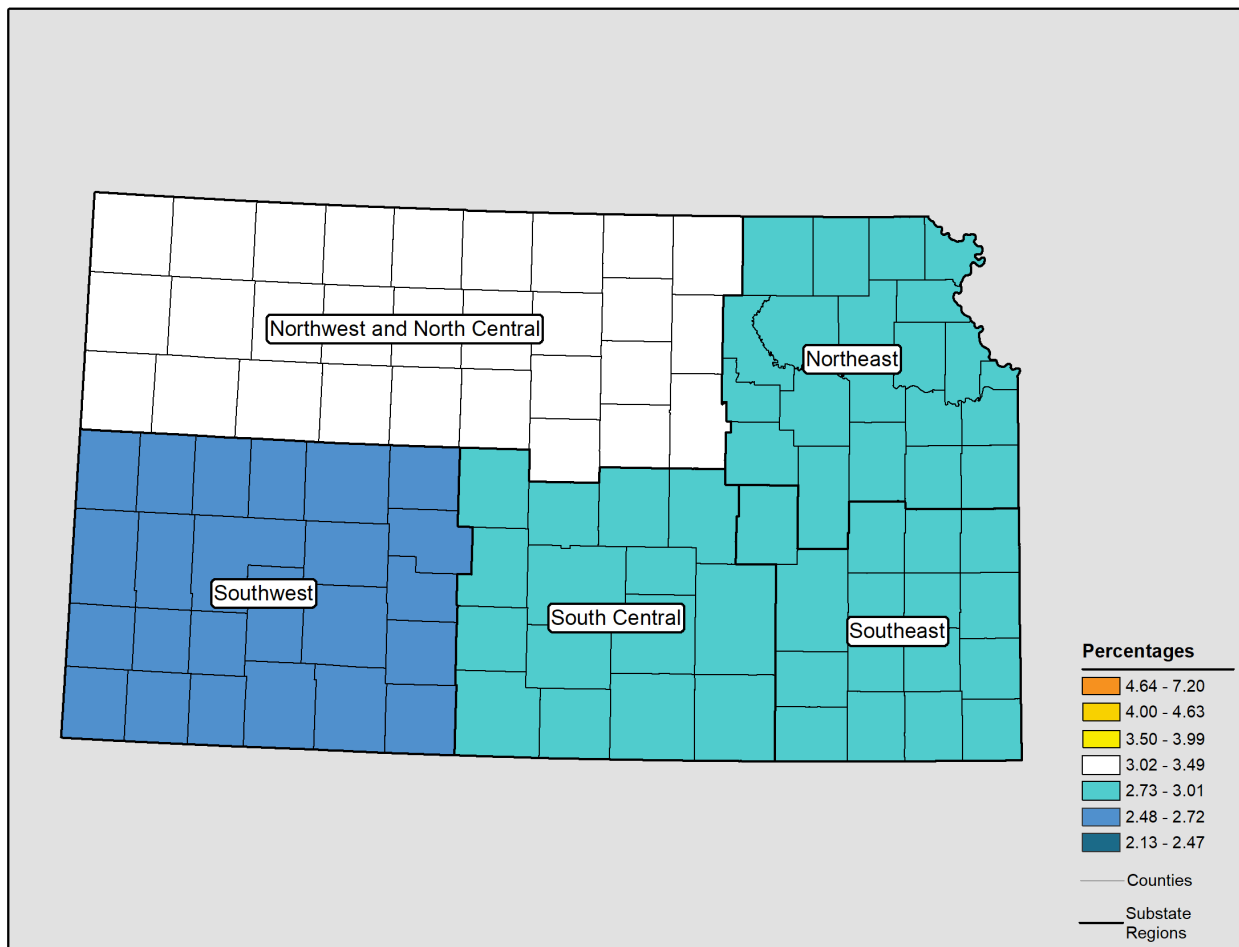 Northwest and North Central
Northeast
Southwest
South Central
Southeast
Percentages
4.64 - 7.20
4.00 - 4.63
3.50 - 3.99
3.02 - 3.49
2.73 - 3.01
2.48 - 2.72
2.13 - 2.47
Counties
Substate
Regions